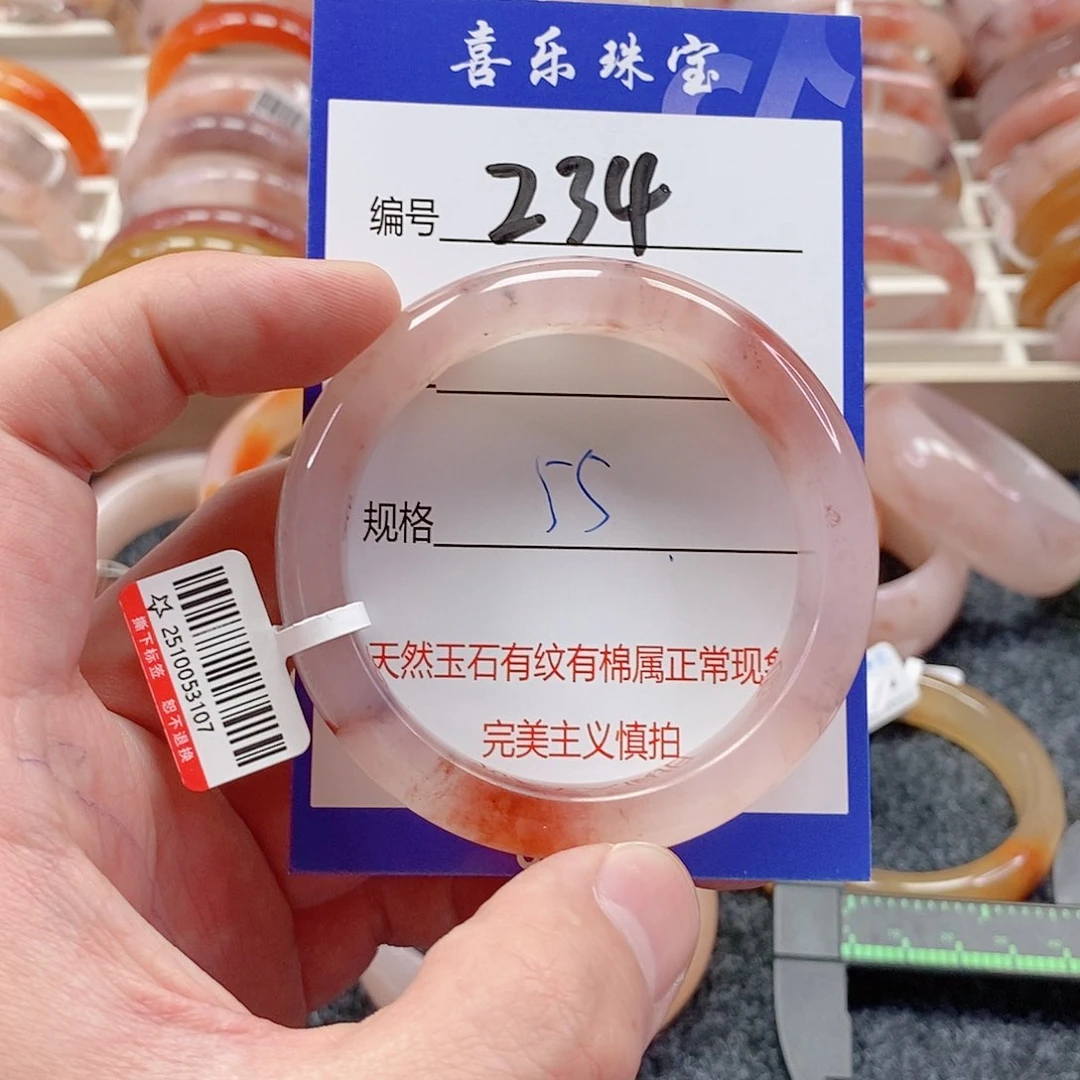 喜乐珠宝
编号 234
规格 55
天然玉石有纹有棉属正常现象
完美主义慎拍
☆ 2510053107
撕下标签 恕不退换